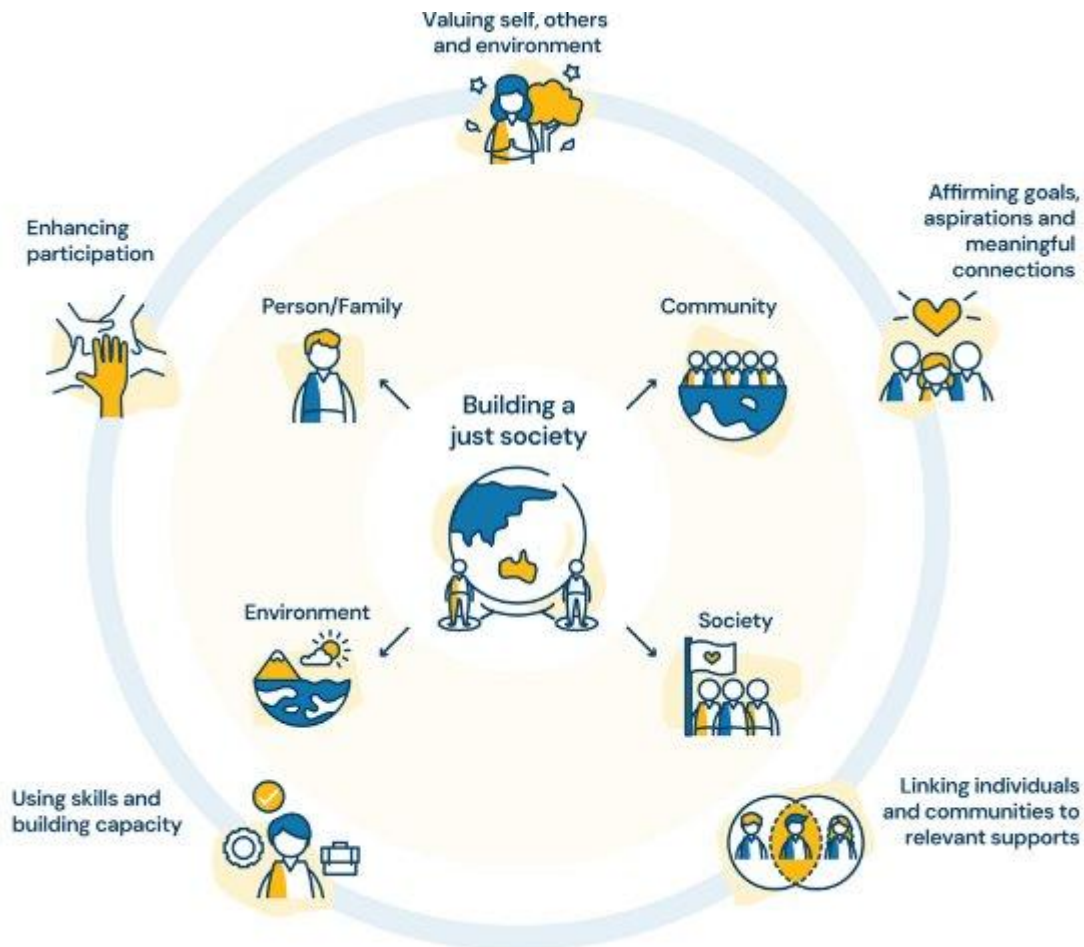 Valuing self, others
and environment
Affirming goals,
aspirations and
meaningful
connections
Enhancing
participation
Person/Family
Community
Building a
just society
Environment
Society
Using skills and
building capacity
Linking individuals
and communities to
relevant supports